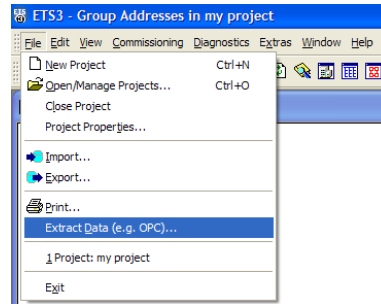 ETS3 - Group Addresses in my project
File Edit View Commissioning Diagnostics Extras Window Help
New Project Ctrl+N
Open/Manage Projects... Ctrl+O
Close Project
Project Properties...
Import...
Export...
Print...
Extract Data (e.g. OPC)...
1 Project: my project
Exit